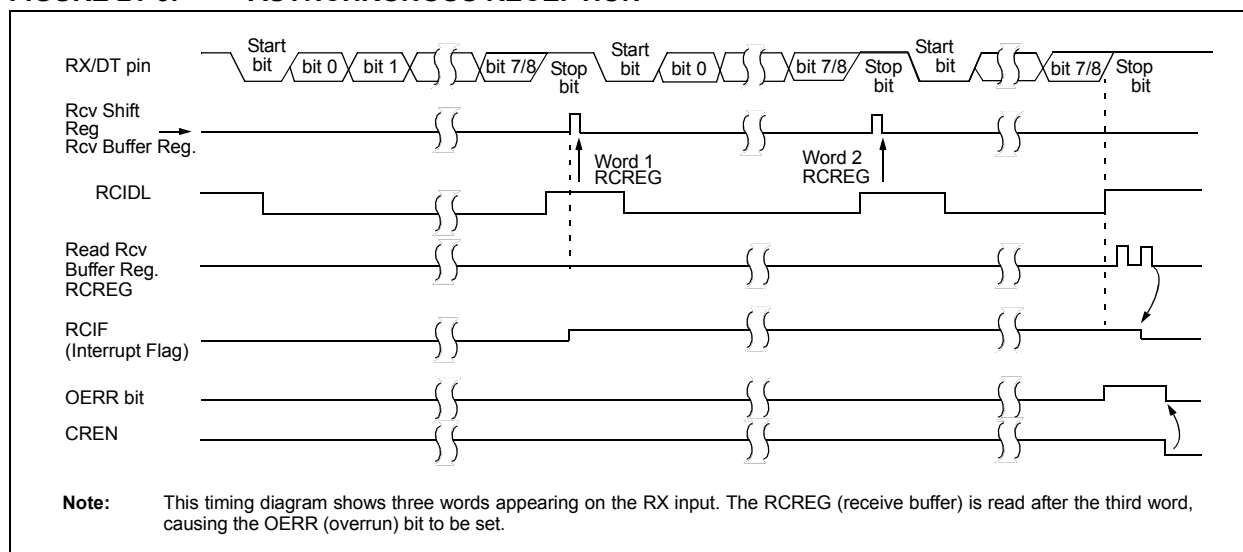 FIGURE 21-5: ASYNCHRONOUS RECEPTION
Start
bit
bit 0
bit 1
bit 7/8
Stop
bit
Start
bit
bit 0
bit 7/8
Stop
bit
Start
bit
bit 7/8
Stop
bit
RX/DT pin
Rcv Shift
Reg
Rcv Buffer Reg.
Word 1
RCREG
Word 2
RCREG
RCIDL
Read Rcv
Buffer Reg.
RCREG
RCIF
(Interrupt Flag)
OERR bit
CREN
Note: This timing diagram shows three words appearing on the RX input. The RCREG (receive buffer) is read after the third word,
causing the OERR (overrun) bit to be set.